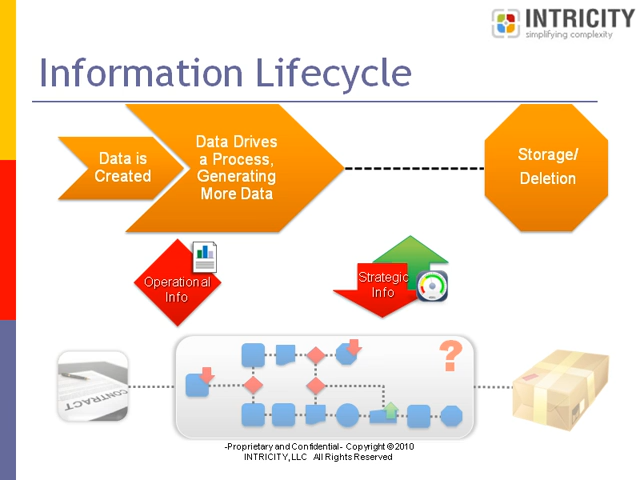 INTRICITY
simplifying complexity
Information Lifecycle
Data is
Created
Data Drives
a Process,
Generating
More Data
Storage/
Deletion
Operational
Info
Strategic
Info
?
CONTRACT
-Proprietary and Confidential- Copyright ©2010
INTRICITY, LLC All Rights Reserved